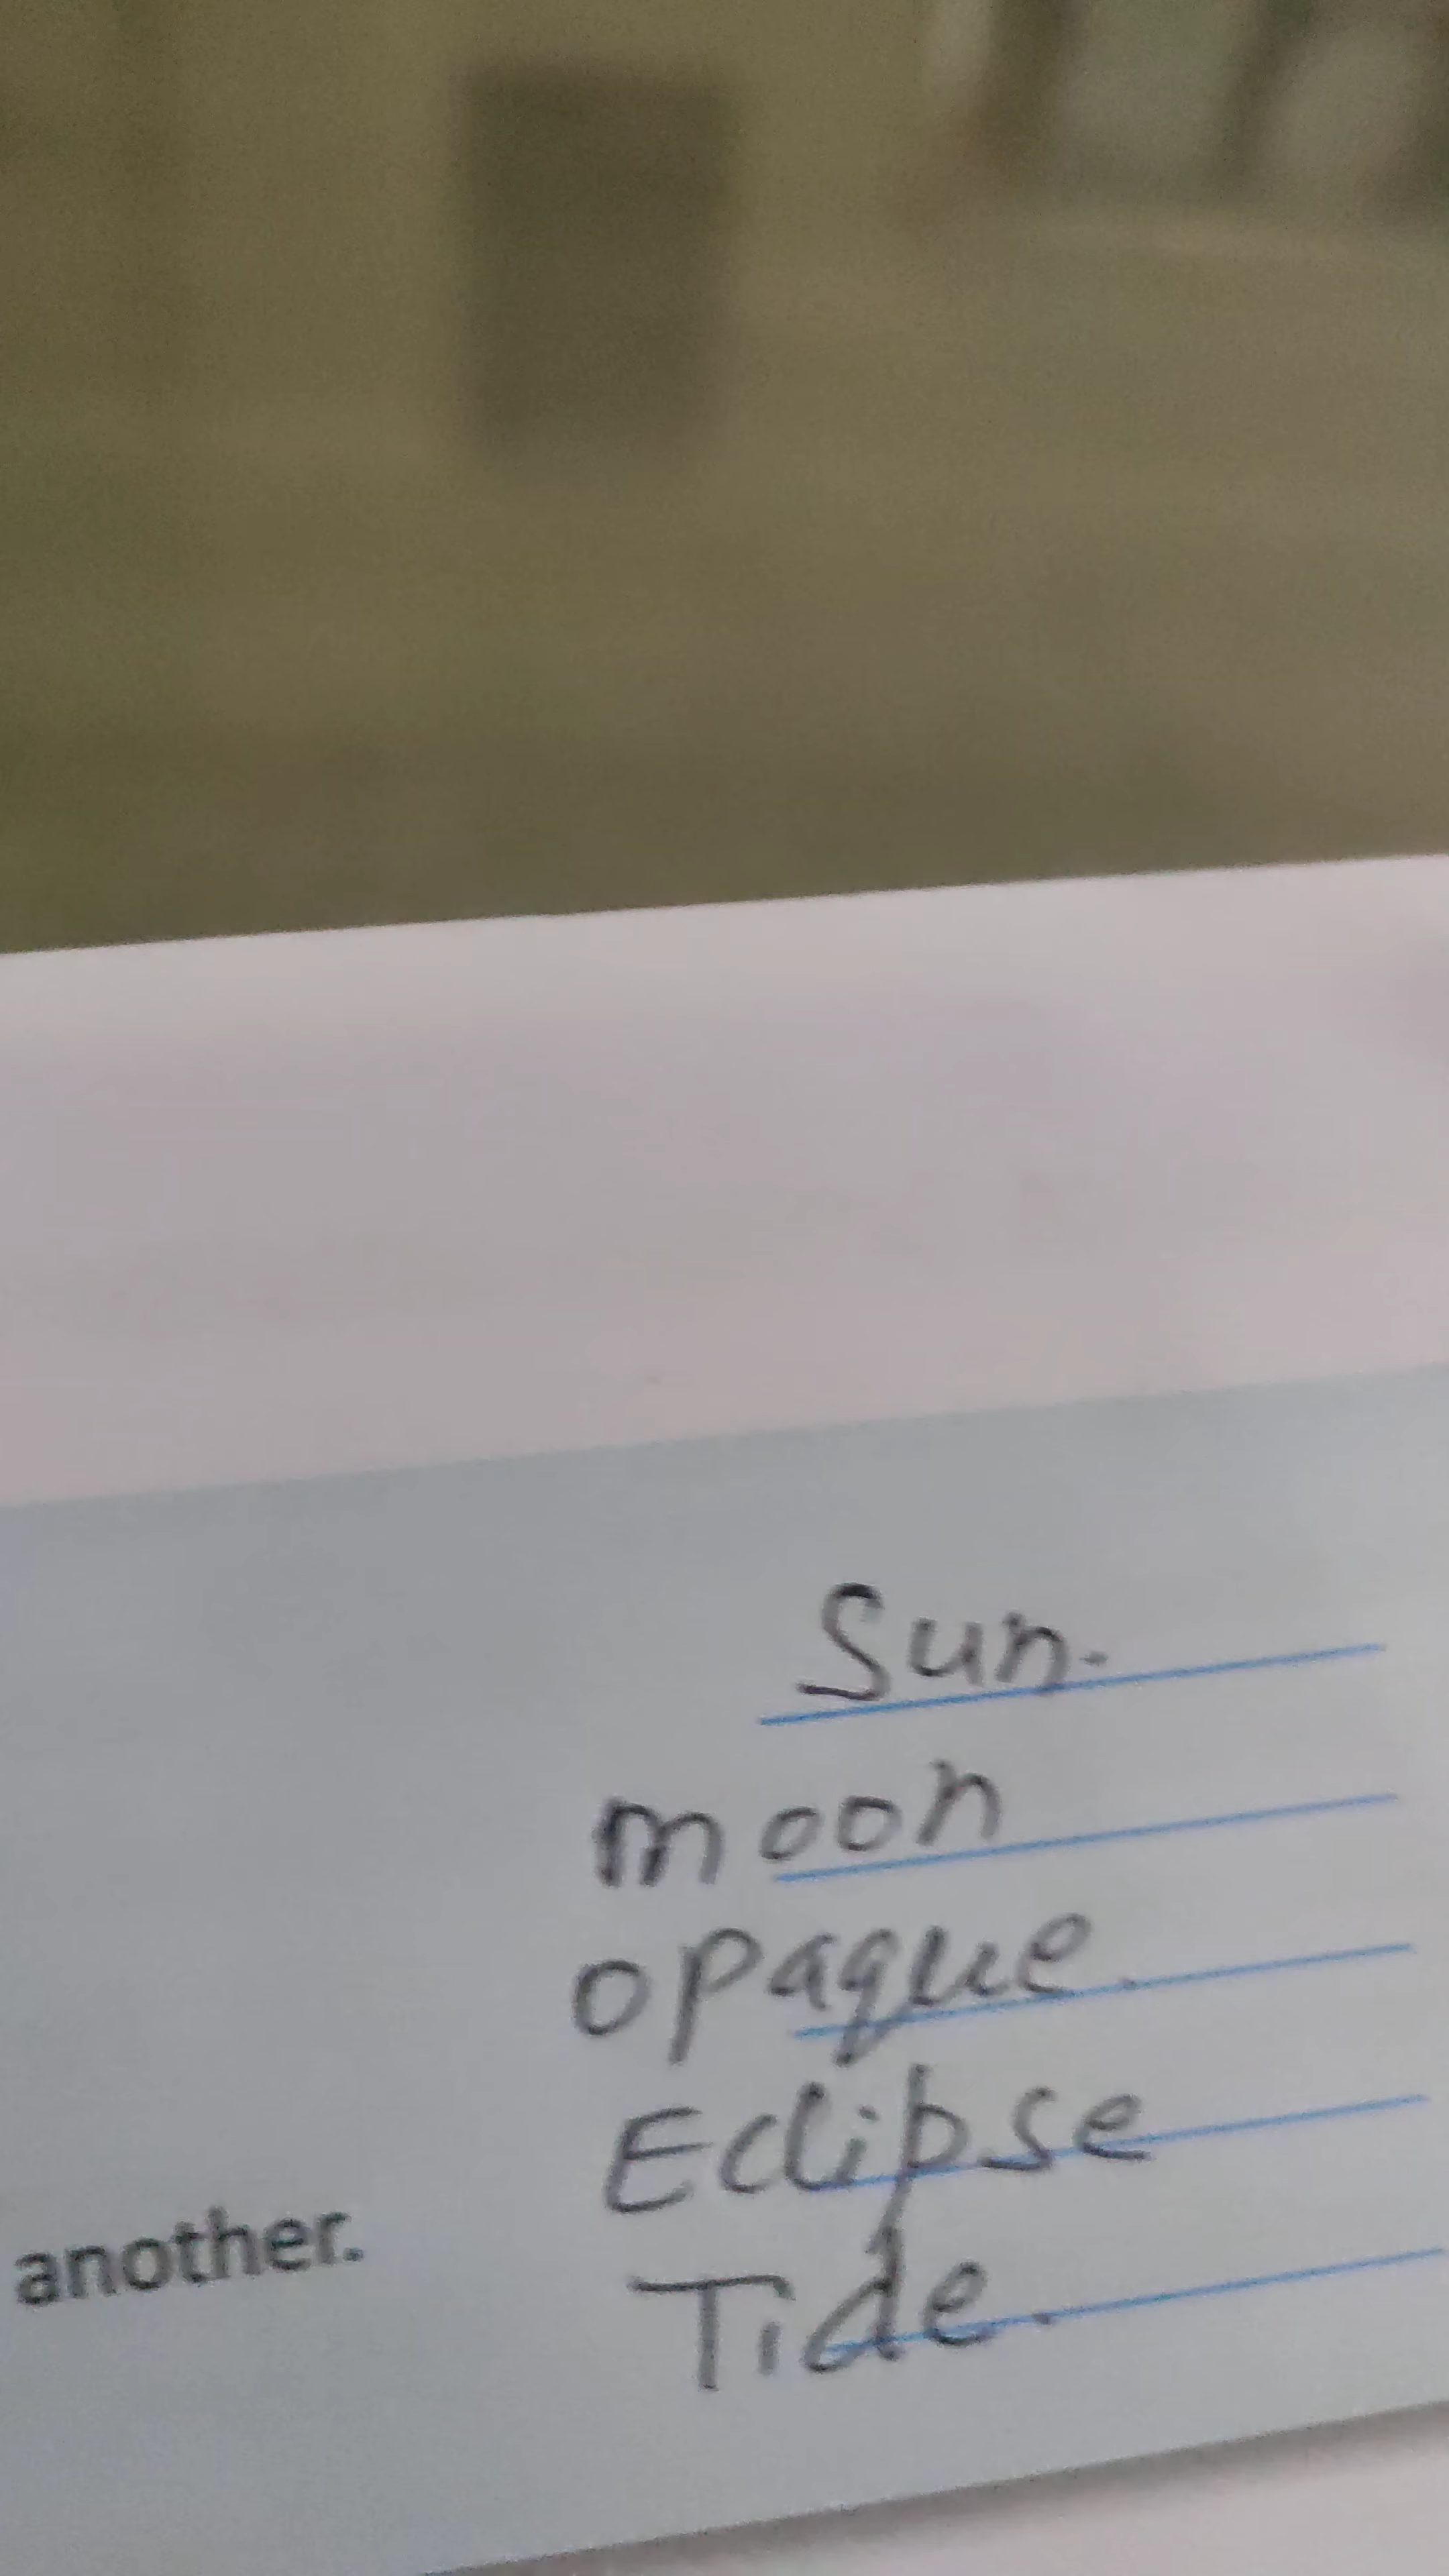 Sun.
moon
opaque.
Eclipse
another.
Tide.